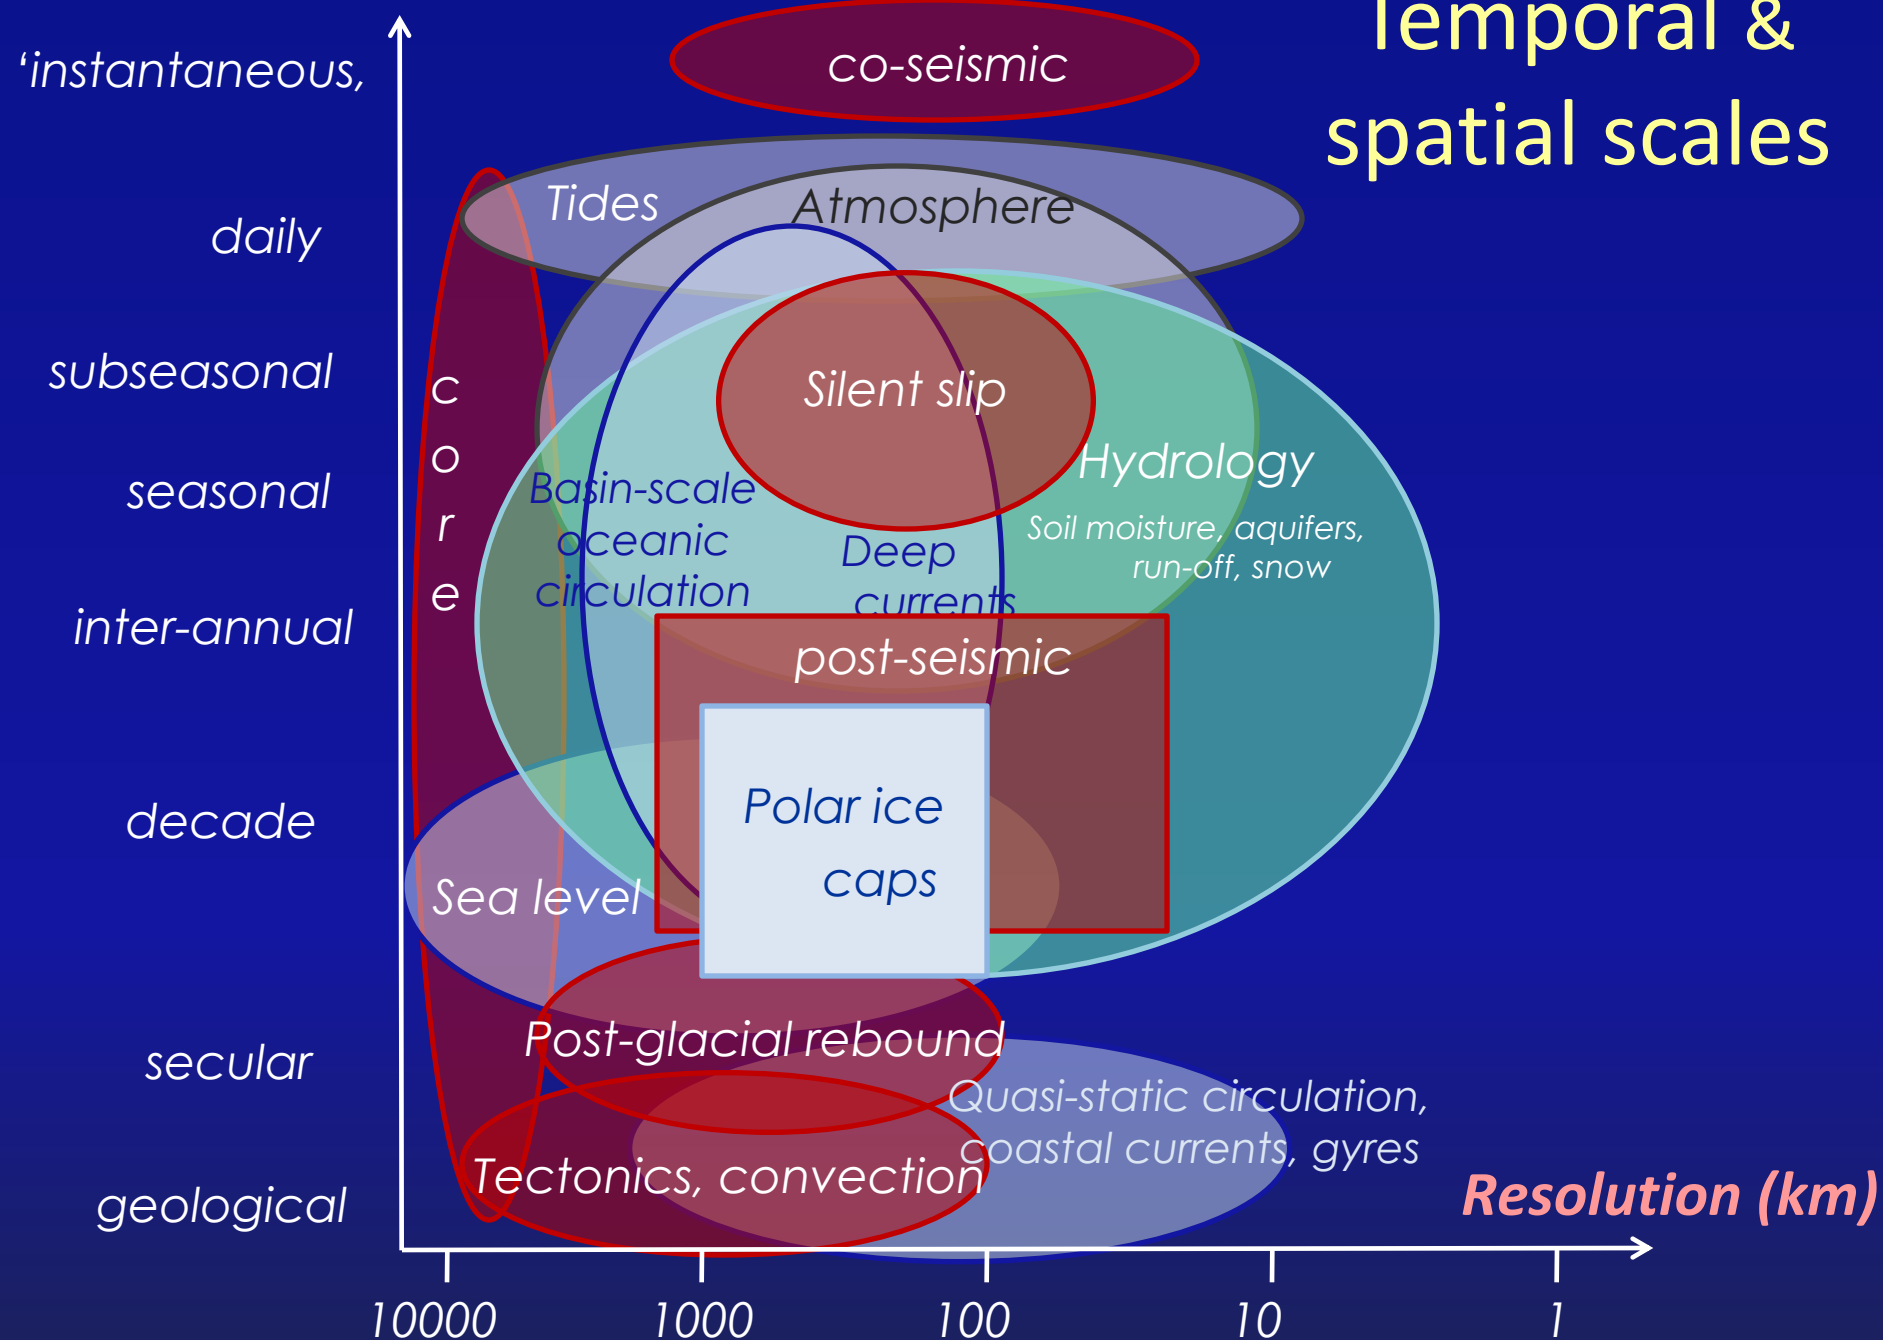 Temporal &
spatial scales
‘instantaneous,
daily
subseasonal
seasonal
inter-annual
decade
secular
geological
co-seismic
Tides
Atmosphere
c
o
r
e
Silent slip
Hydrology
Soil moisture, aquifers,
run-off, snow
Basin-scale
oceanic
circulation
Deep
currents
post-seismic
Polar ice
caps
Sea level
Post-glacial rebound
Quasi-static circulation,
coastal currents, gyres
Tectonics, convection
Resolution (km)
10000 1000 100 10 1